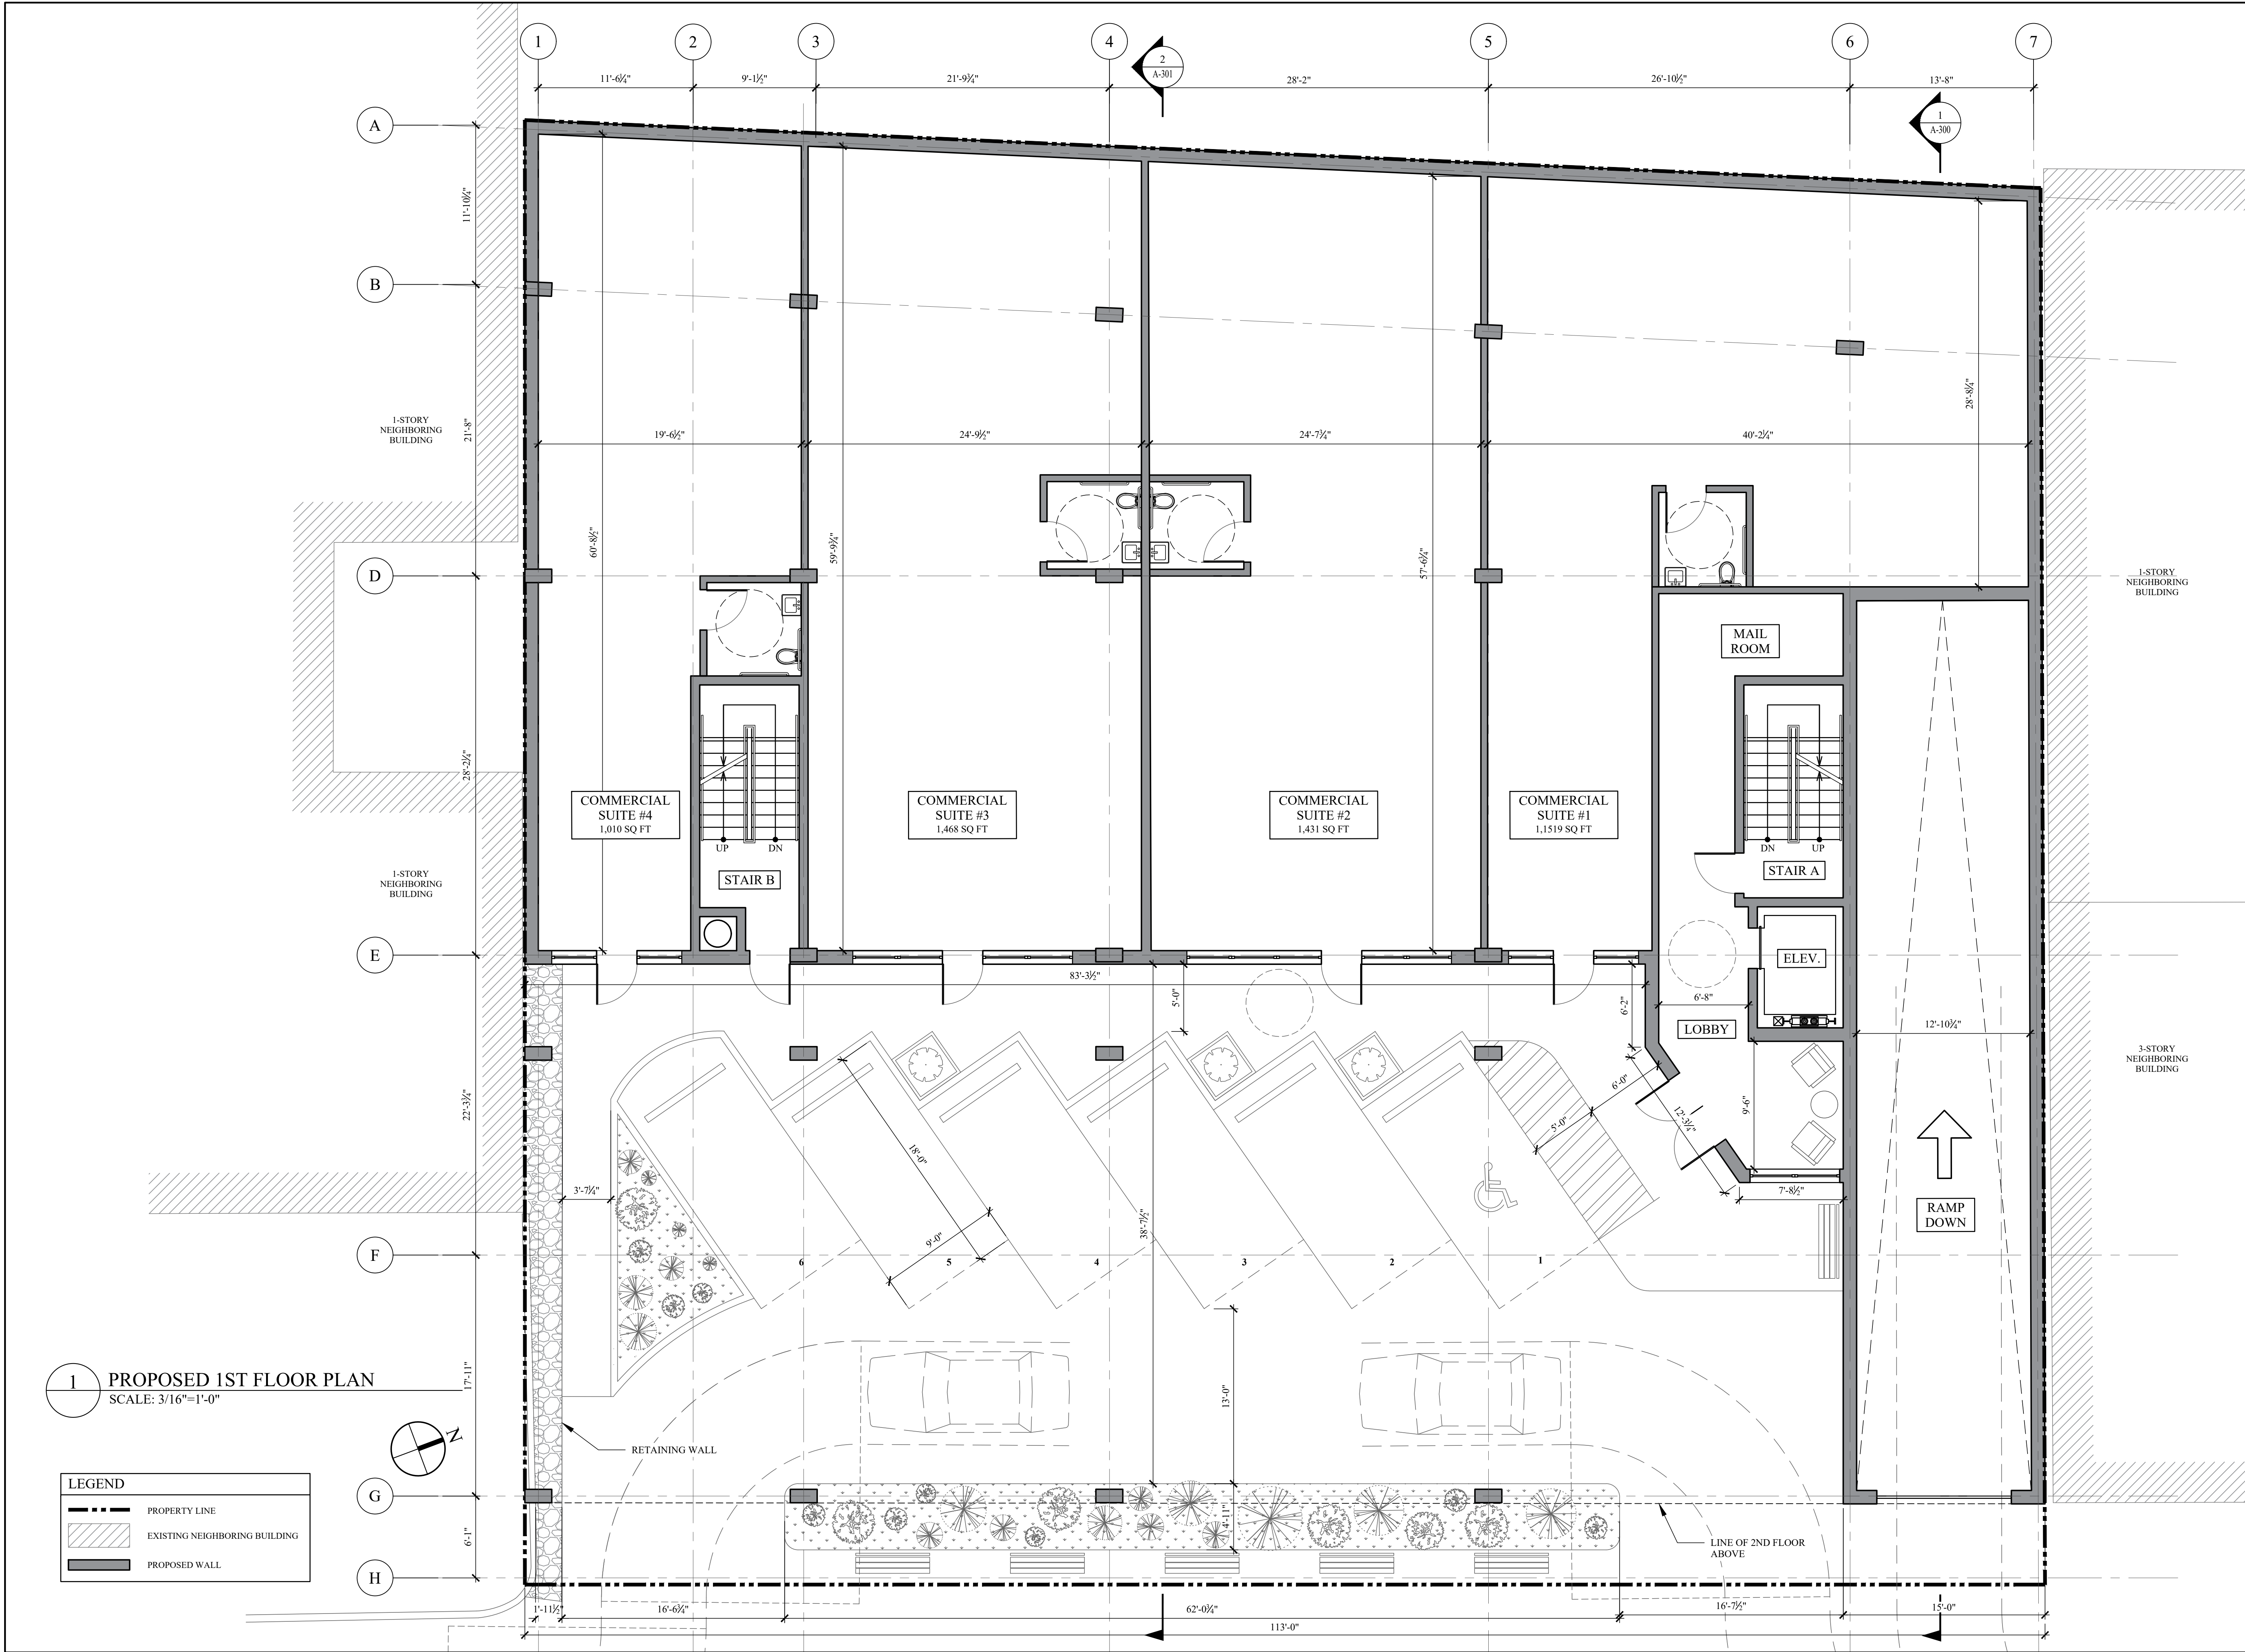 1
2
3
4
5
6
7
2
A-301
1
A-300
11'-6¾"
9'-1½"
21'-9¾"
28'-2"
26'-10½"
13'-8"
A
B
D
E
F
G
H
11'-10¼"
21'-8"
28'-2¼"
22'-3¾"
17'-11"
6'-1"
1-STORY
NEIGHBORING
BUILDING
1-STORY
NEIGHBORING
BUILDING
1-STORY
NEIGHBORING
BUILDING
3-STORY
NEIGHBORING
BUILDING
19'-6½"
24'-9½"
24'-7¾"
40'-2¼"
60'-8½"
59'-9¾"
57'-6¾"
28'-8¼"
MAIL
ROOM
COMMERCIAL
SUITE #4
1,010 SQ FT
COMMERCIAL
SUITE #3
1,468 SQ FT
COMMERCIAL
SUITE #2
1,431 SQ FT
COMMERCIAL
SUITE #1
1,1519 SQ FT
UP
DN
STAIR B
DN
UP
STAIR A
ELEV.
83'-3½"
5'-0"
6'-2"
6'-8"
LOBBY
12'-10¾"
6'-0"
5'-0"
12'-3¼"
9'-6"
18'-0"
9'-0"
3'-7¼"
38'-7½"
7'-8½"
RAMP
DOWN
6
5
4
3
2
1
13'-0"
4'-11"
RETAINING WALL
LINE OF 2ND FLOOR
ABOVE
1'-11½"
16'-6¾"
62'-0¾"
16'-7½"
15'-0"
113'-0"
1
PROPOSED 1ST FLOOR PLAN
SCALE: 3/16"=1'-0"
N
LEGEND
PROPERTY LINE
EXISTING NEIGHBORING BUILDING
PROPOSED WALL